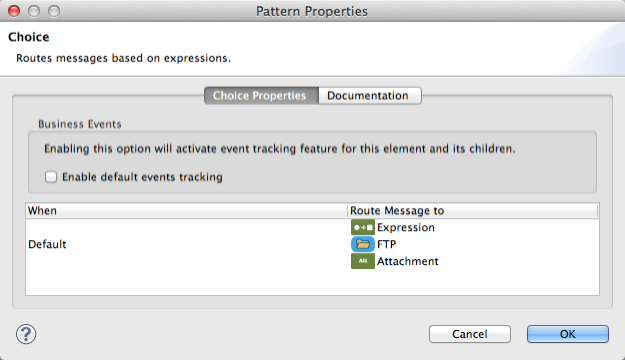 Pattern Properties
Choice
Routes messages based on expressions.
Choice Properties Documentation
Business Events
Enabling this option will activate event tracking feature for this element and its children.
Enable default events tracking
When Route Message to
Expression
Default FTP
ALL Attachment
? Cancel OK